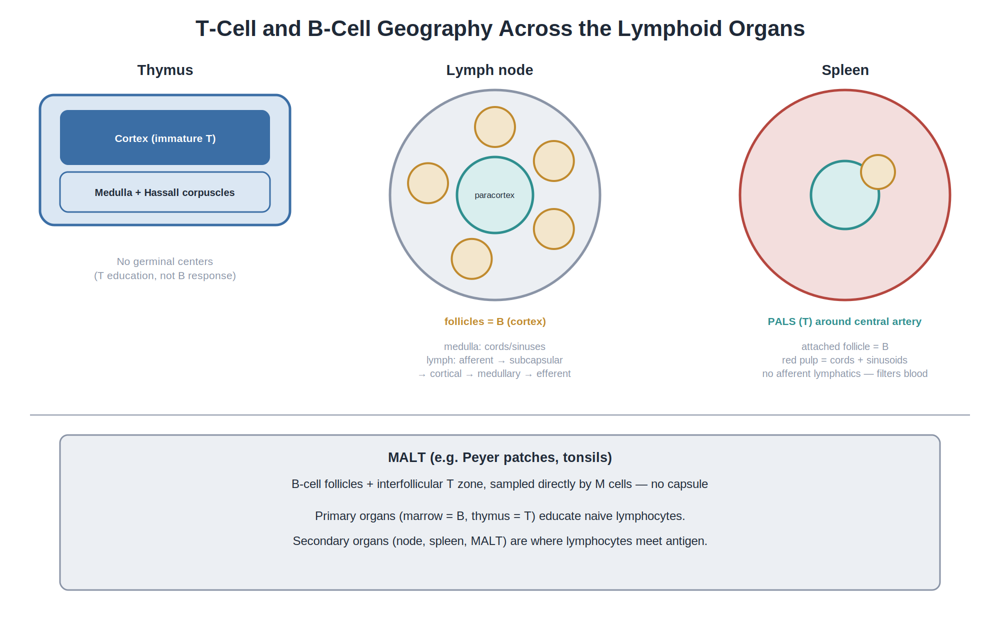 T-Cell and B-Cell Geography Across the Lymphoid Organs
Thymus
Cortex (immature T)
Medulla + Hassall corpuscles
No germinal centers
(T education, not B response)
Lymph node
paracortex
follicles = B (cortex)
medulla: cords/sinuses
lymph: afferent → subcapsular
→ cortical → medullary → efferent
Spleen
PALS (T) around central artery
attached follicle = B
red pulp = cords + sinusoids
no afferent lymphatics — filters blood
MALT (e.g. Peyer patches, tonsils)
B-cell follicles + interfollicular T zone, sampled directly by M cells — no capsule
Primary organs (marrow = B, thymus = T) educate naive lymphocytes.
Secondary organs (node, spleen, MALT) are where lymphocytes meet antigen.